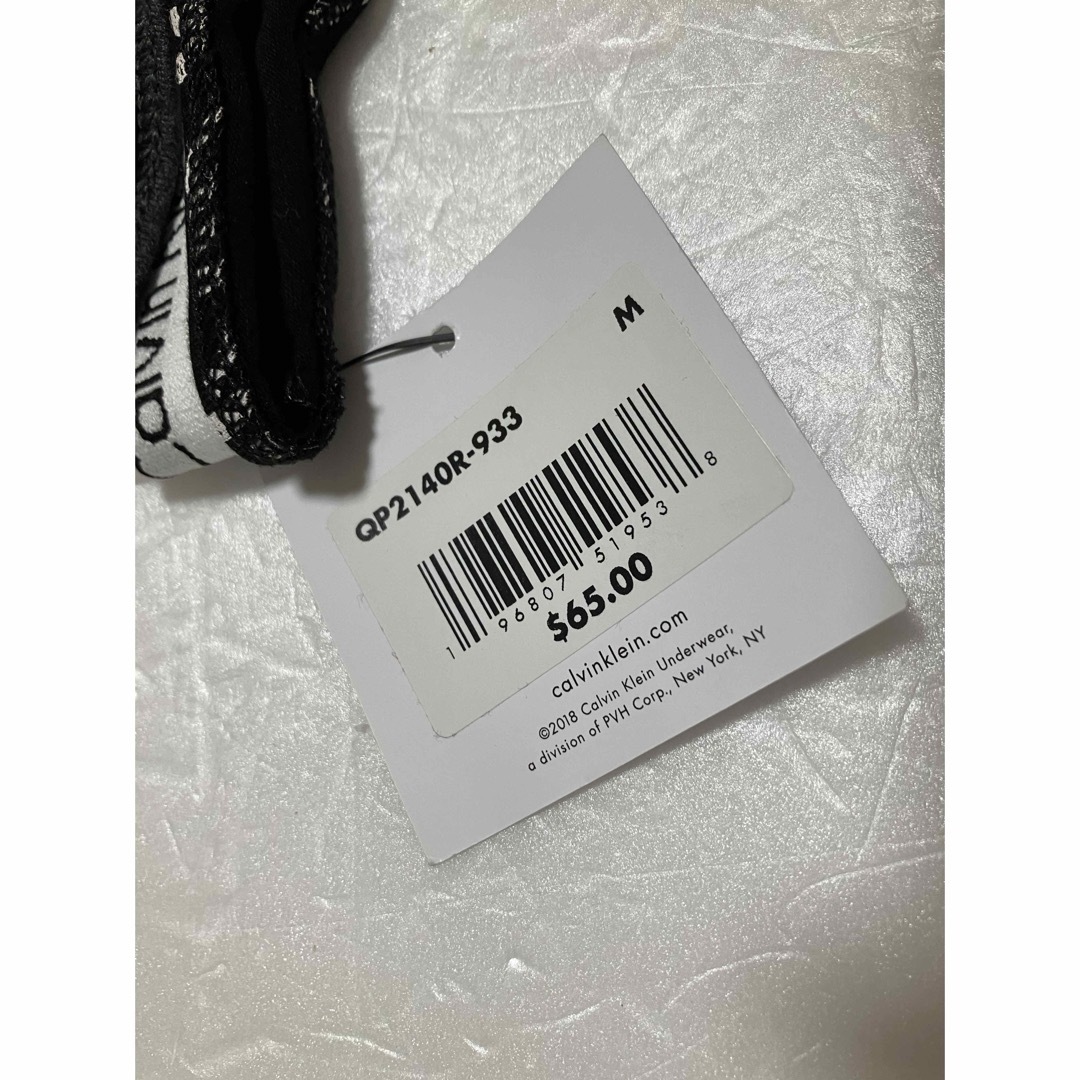 M
QP2140R-933
1 96807 51953 8
$65.00
calvinklein.com
©2018 Calvin Klein Underwear,
a division of PVH Corp., New York, NY